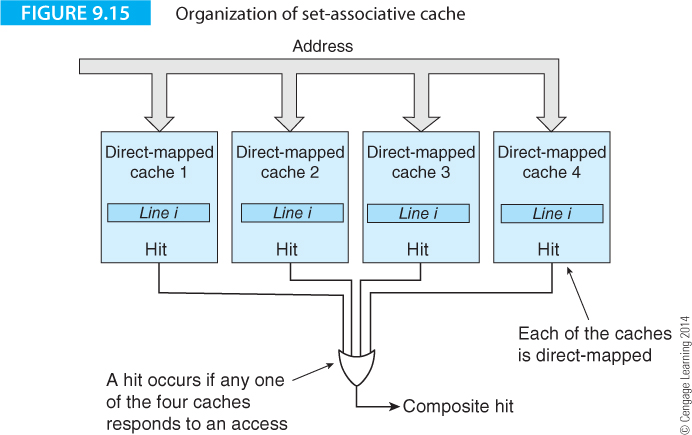 FIGURE 9.15 Organization of set-associative cache
Address
Direct-mapped
cache 1
Line i
Hit
Direct-mapped
cache 2
Line i
Hit
Direct-mapped
cache 3
Line i
Hit
Direct-mapped
cache 4
Line i
Hit
Each of the caches
is direct-mapped
A hit occurs if any one
of the four caches
responds to an access
Composite hit
© Cengage Learning 2014